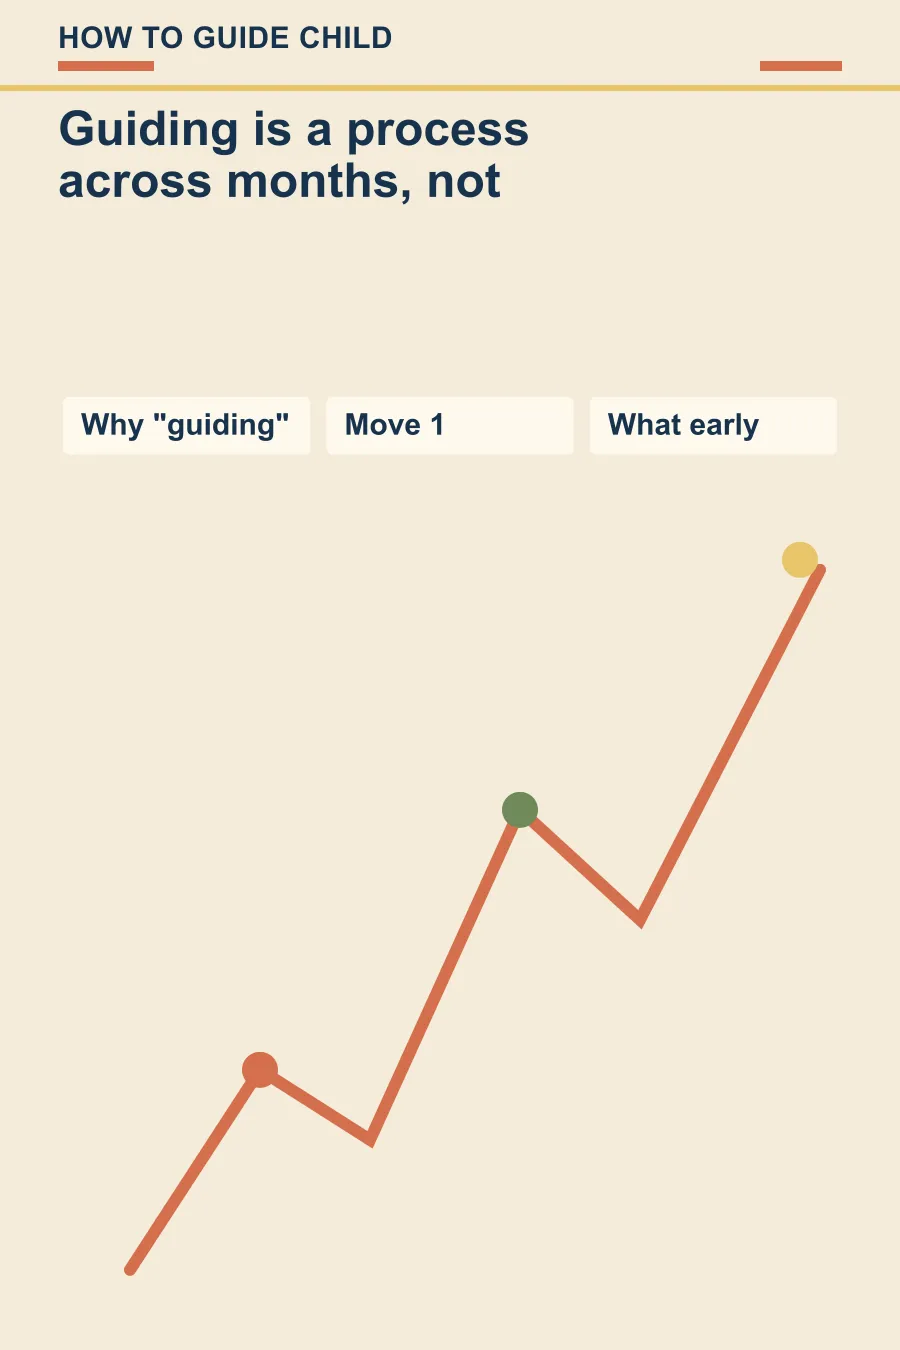 HOW TO GUIDE CHILD
Guiding is a process
across months, not
Why "guiding"
Move 1
What early